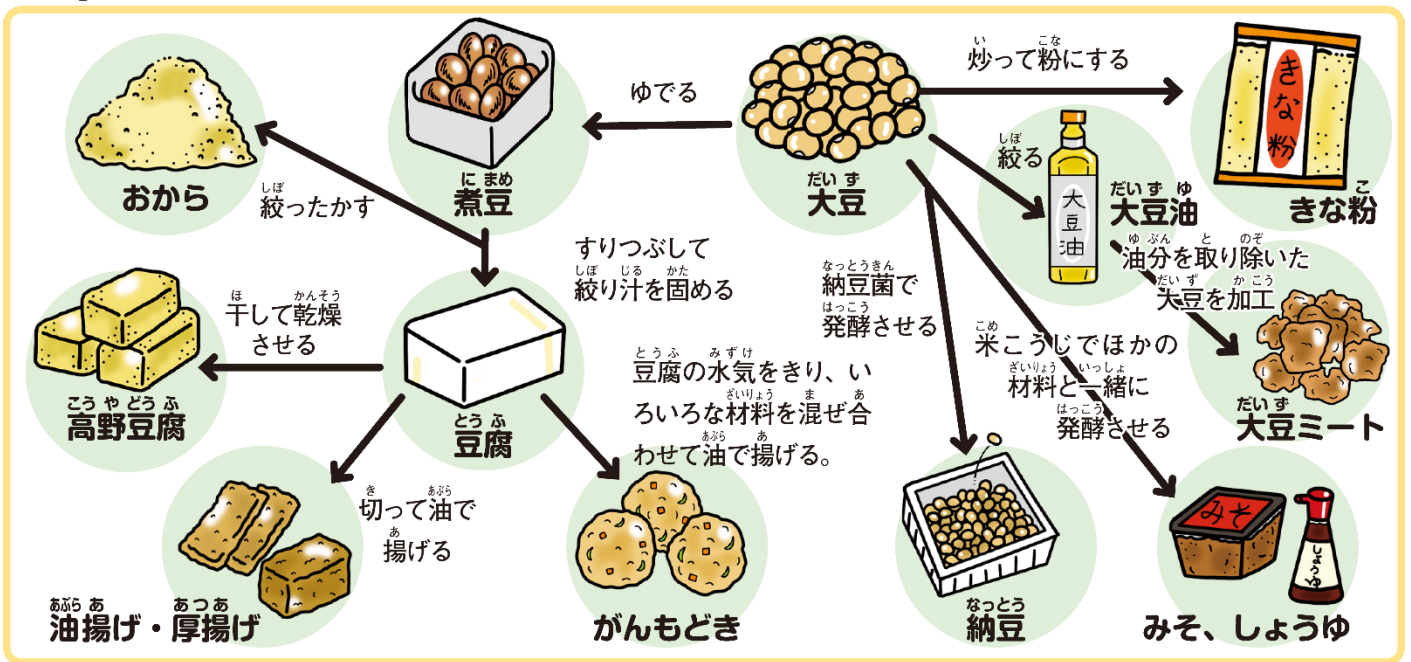 炒って粉にする
きな粉
きな粉
ゆでる
大豆
煮豆
おから
絞ったかす
絞る
大豆油
大豆油
油分を取り除いた
大豆を加工
大豆ミート
すりつぶして
絞り汁を固める
豆腐
干して乾燥
させる
高野豆腐
切って油で
揚げる
油揚げ・厚揚げ
豆腐の水気をきり、い
ろいろな材料を混ぜ合
わせて油で揚げる。
がんもどき
納豆菌で
発酵させる
納豆
米こうじでほかの
材料と一緒に
発酵させる
みそ
しょうゆ
みそ、しょうゆ